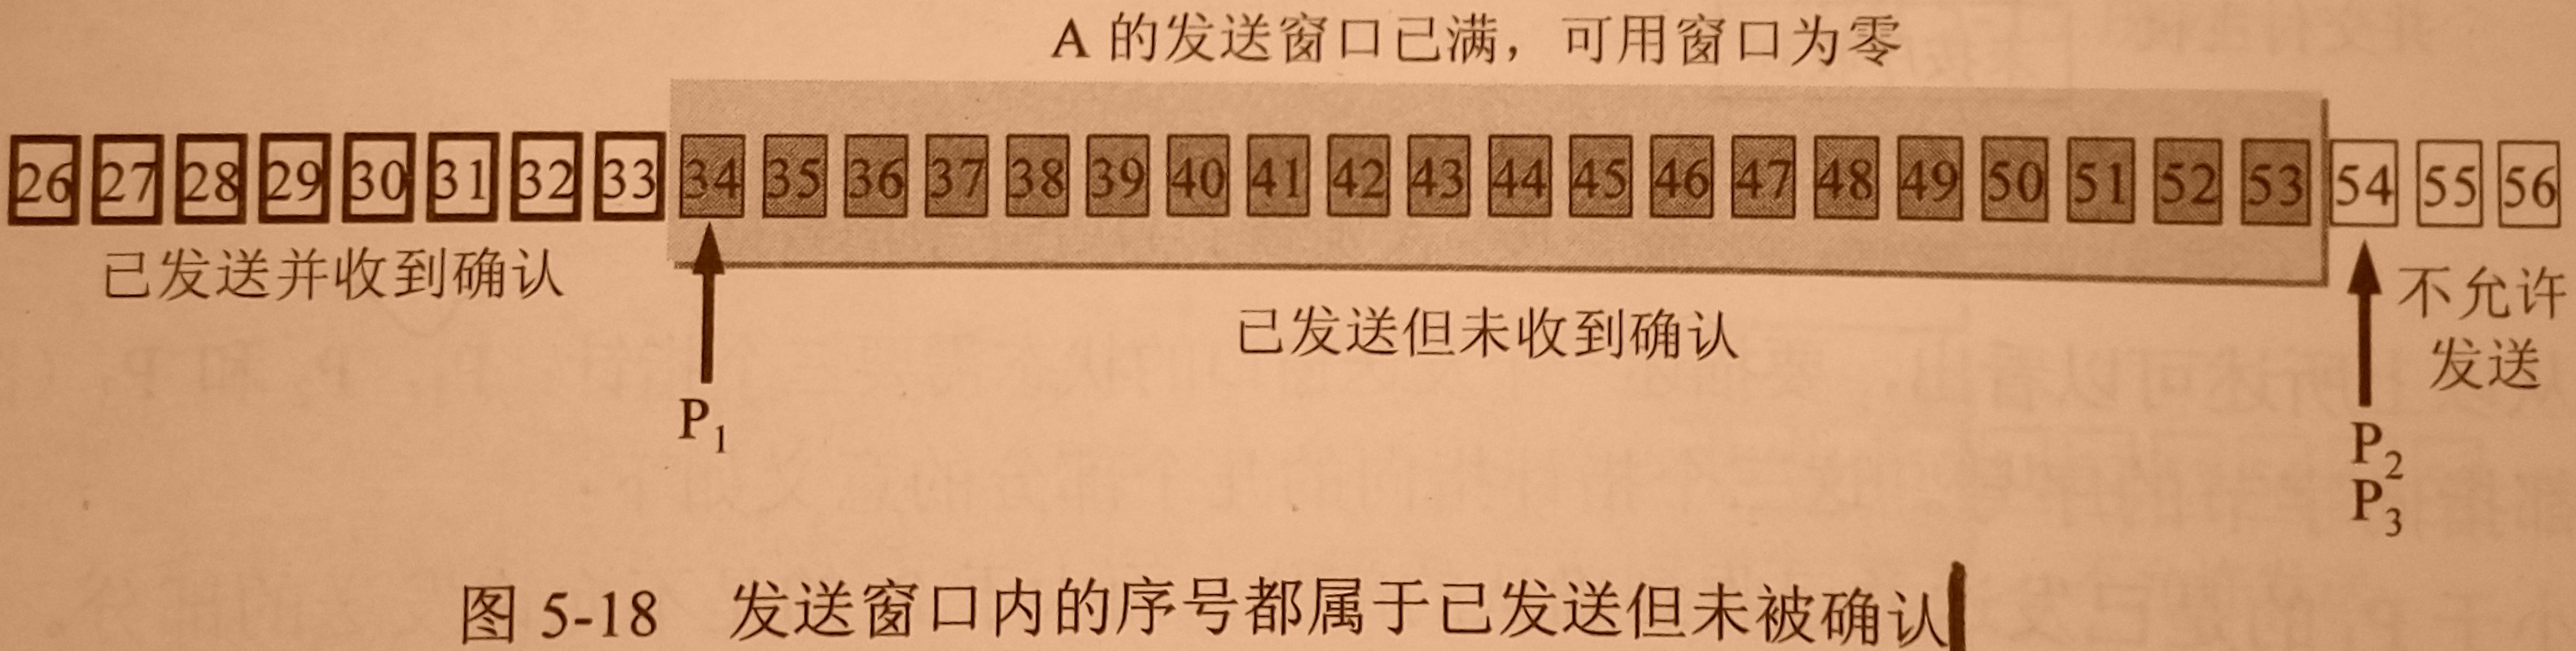 A 的发送窗口已满，可用窗口为零
26 27 28 29 30 31 32 33 34 35 36 37 38 39 40 41 42 43 44 45 46 47 48 49 50 51 52 53 54 55 56
已发送并收到确认
已发送但未收到确认
不允许
发送
P₁
P₂
P₃
图 5-18 发送窗口内的序号都属于已发送但未被确认